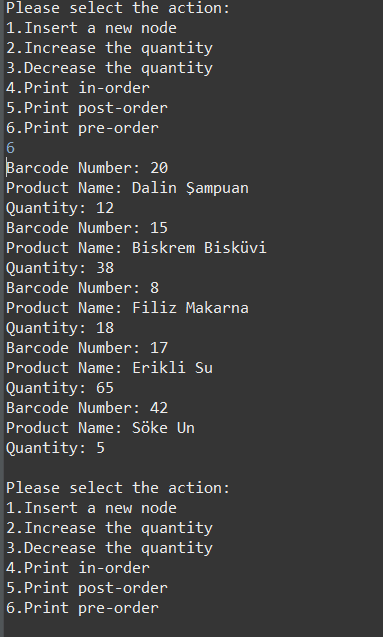 Please select the action:
1.Insert a new node
2.Increase the quantity
3.Decrease the quantity
4.Print in-order
5.Print post-order
6.Print pre-order
6
Barcode Number: 20
Product Name: Dalin Şampuan
Quantity: 12
Barcode Number: 15
Product Name: Biskrem Bisküvi
Quantity: 38
Barcode Number: 8
Product Name: Filiz Makarna
Quantity: 18
Barcode Number: 17
Product Name: Erikli Su
Quantity: 65
Barcode Number: 42
Product Name: Söke Un
Quantity: 5
Please select the action:
1.Insert a new node
2.Increase the quantity
3.Decrease the quantity
4.Print in-order
5.Print post-order
6.Print pre-order